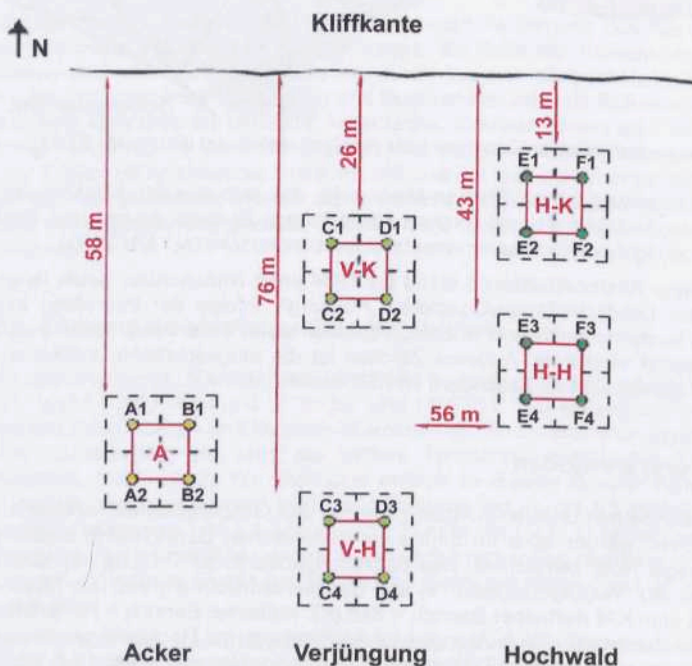 Kliffkante
N
13 m
26 m
43 m
58 m
76 m
E1 F1
H-K
E2 F2
C1 D1
V-K
C2 D2
E3 F3
H-H
E4 F4
56 m
A1 B1
A
A2 B2
C3 D3
V-H
C4 D4
Acker Verjüngung Hochwald